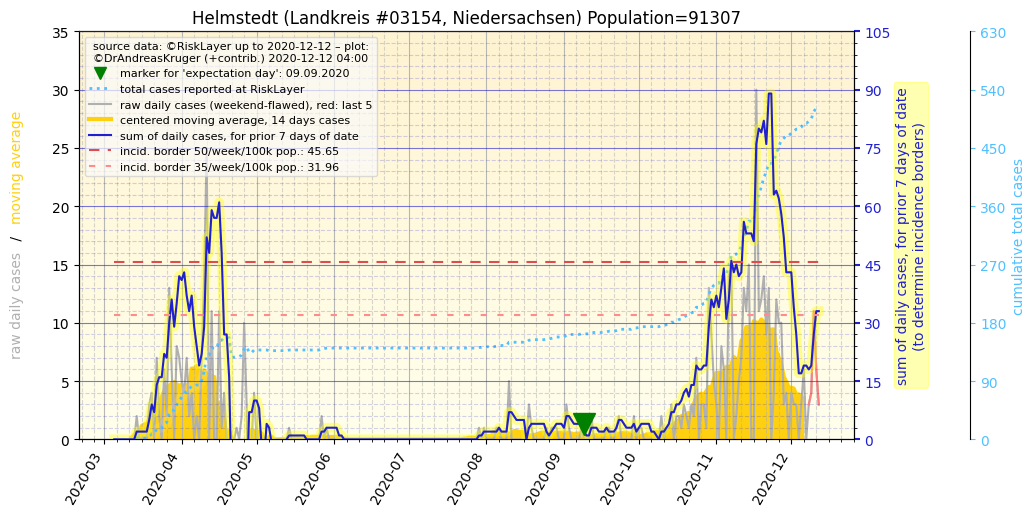 Helmstedt (Landkreis #03154, Niedersachsen) Population=91307
source data: ©RiskLayer up to 2020-12-12 – plot:
©DrAndreasKruger (+contrib.) 2020-12-12 04:00
marker for 'expectation day': 09.09.2020
total cases reported at RiskLayer
raw daily cases (weekend-flawed), red: last 5
centered moving average, 14 days cases
sum of daily cases, for prior 7 days of date
incid. border 50/week/100k pop.: 45.65
incid. border 35/week/100k pop.: 31.96
raw daily cases / moving average
35
30
25
20
15
10
5
0
2020-03
2020-04
2020-05
2020-06
2020-07
2020-08
2020-09
2020-10
2020-11
2020-12
105
90
75
60
45
30
15
0
sum of daily cases, for prior 7 days of date
(to determine incidence borders)
630
540
450
360
270
180
90
0
cumulative total cases